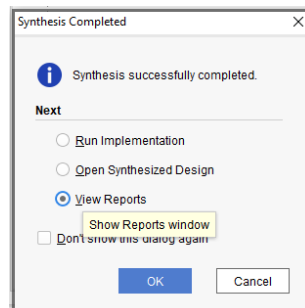 Synthesis Completed
Synthesis successfully completed.
Next
Run Implementation
Open Synthesized Design
View Reports
Show Reports window
Don't show this dialog again
OK Cancel